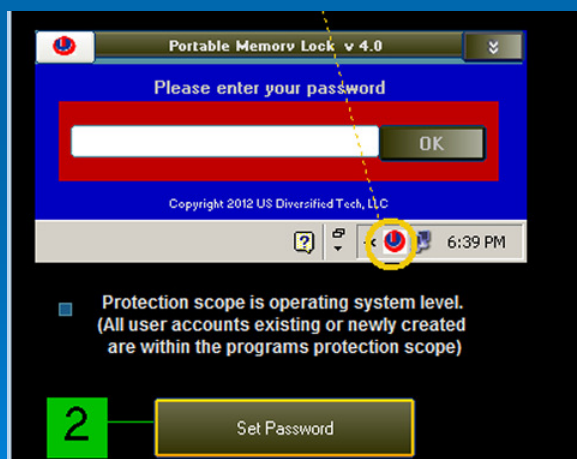 Portable Memory Lock v 4.0
Please enter your password
OK
Copyright 2012 US Diversified Tech, LLC
6:39 PM
Protection scope is operating system level.
(All user accounts existing or newly created
are within the programs protection scope)
2
Set Password